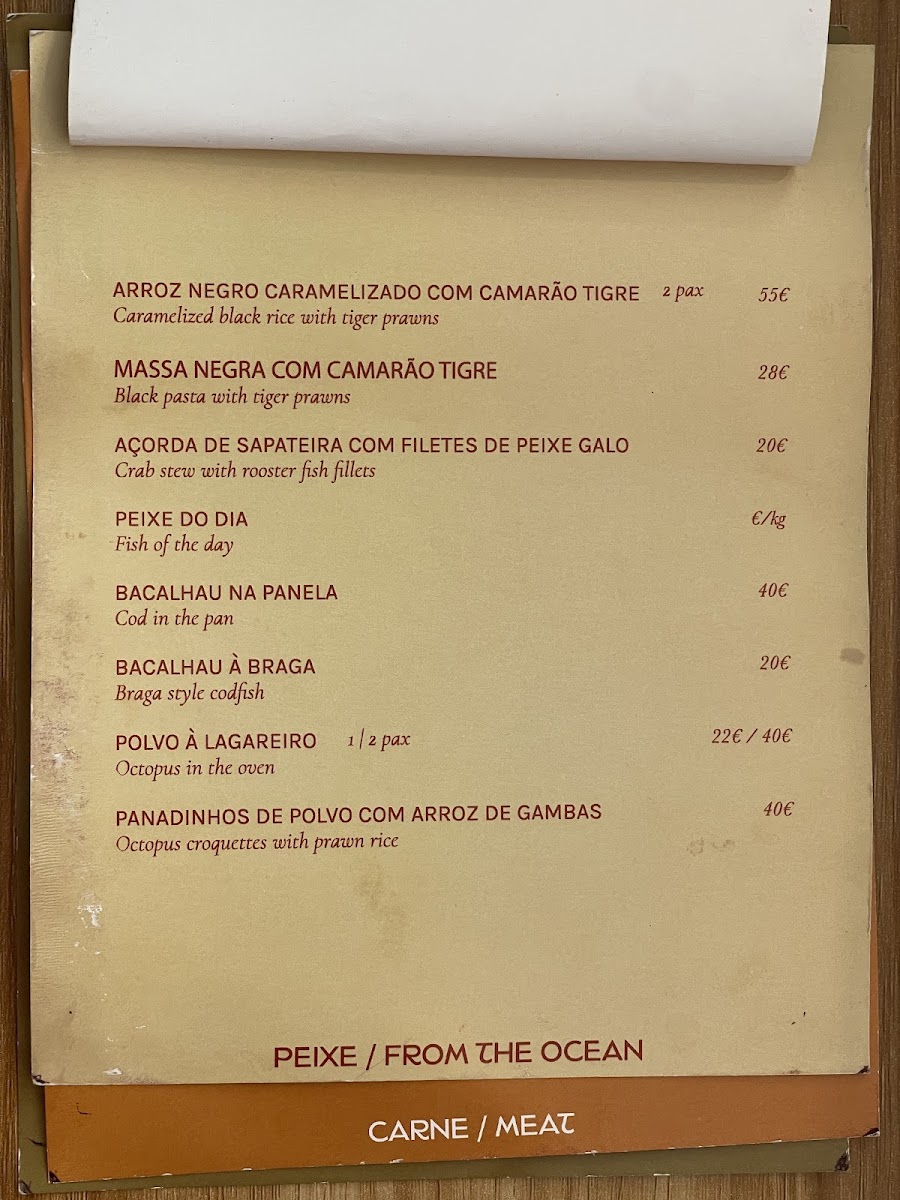 ARROZ NEGRO CARAMELIZADO COM CAMARÃO TIGRE 2 pax 55€
Caramelized black rice with tiger prawns
MASSA NEGRA COM CAMARÃO TIGRE 28€
Black pasta with tiger prawns
AÇORDA DE SAPATEIRA COM FILETES DE PEIXE GALO 20€
Crab stew with rooster fish fillets
PEIXE DO DIA €/kg
Fish of the day
BACALHAU NA PANELA 40€
Cod in the pan
BACALHAU À BRAGA 20€
Braga style codfish
POLVO À LAGAREIRO 1 | 2 pax 22€ / 40€
Octopus in the oven
PANADINHOS DE POLVO COM ARROZ DE GAMBAS 40€
Octopus croquettes with prawn rice
PEIXE / FROM THE OCEAN
CARNE / MEAT